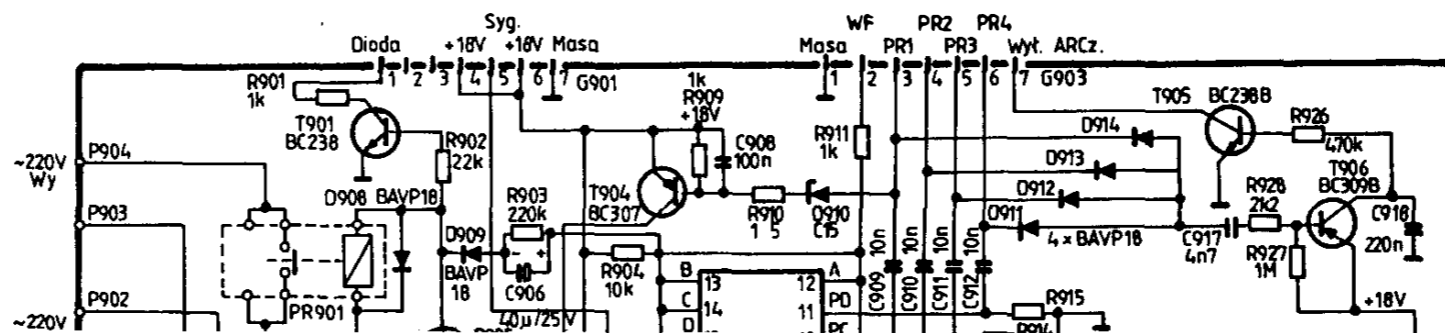 Syg.
WF PR2 PR4
Dioda +18V +18V Masa Masa PR1 PR3 Wył. ARCz.
1 2 3 4 5 6 7 G901 1 2 3 4 5 6 7 G903
R901
1k
T901
BC238
R902
22k
1k
R909
+18V
C908
100n
R911
1k
D914
D913
D912
D911
4 x BAVP18
T905 BC238B
R926
470k
T906
BC309B
~220V
Wy
P904
P903
P902
~220V
D908 BAVP18
D909
BAVP
18
R903
220k
- +
C906
40µ/25V
T904
BC307
R910
1 5
D910
C15
R904
10k
PR901
B 13 12 A
C 14 11 PD
D PC
10n 10n 10n 10n
C909 C910 C911 C912
R915
R914
C917
4n7
R928
2k2
R927
1M
C918
220n
+18V